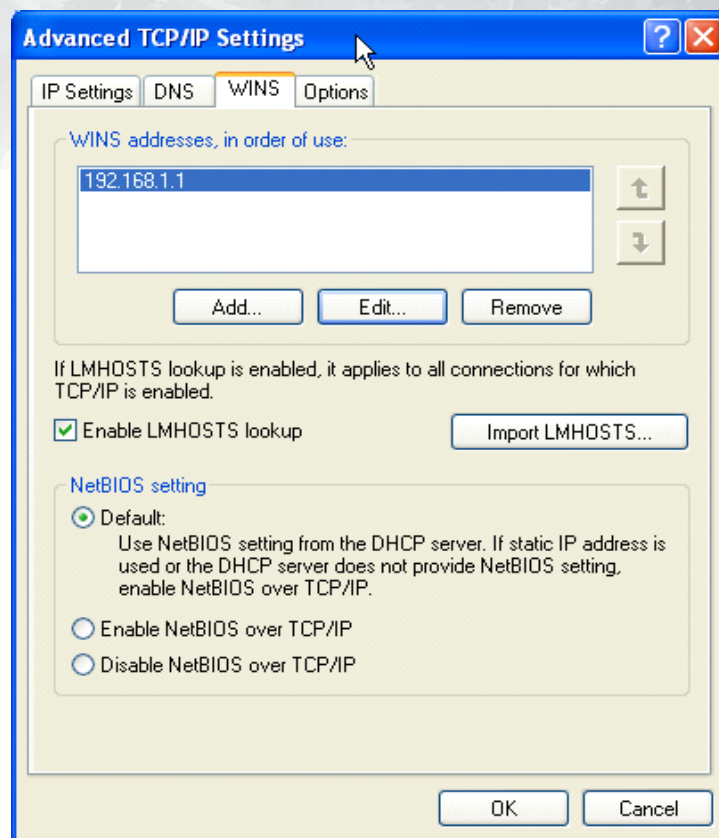 Advanced TCP/IP Settings
IP Settings
DNS
WINS
Options
WINS addresses, in order of use:
192.168.1.1
Add...
Edit...
Remove
If LMHOSTS lookup is enabled, it applies to all connections for which
TCP/IP is enabled.
Enable LMHOSTS lookup
Import LMHOSTS...
NetBIOS setting
Default:
Use NetBIOS setting from the DHCP server. If static IP address is
used or the DHCP server does not provide NetBIOS setting,
enable NetBIOS over TCP/IP.
Enable NetBIOS over TCP/IP
Disable NetBIOS over TCP/IP
OK
Cancel